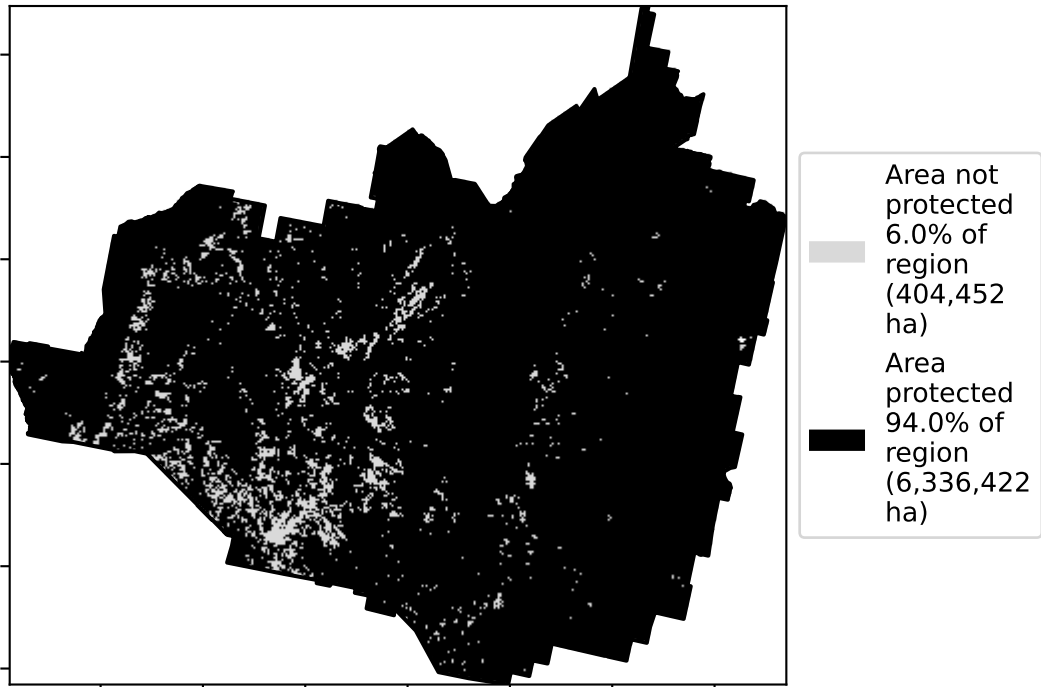 Area not
protected
6.0% of
region
(404,452
ha)
Area
protected
94.0% of
region
(6,336,422
ha)